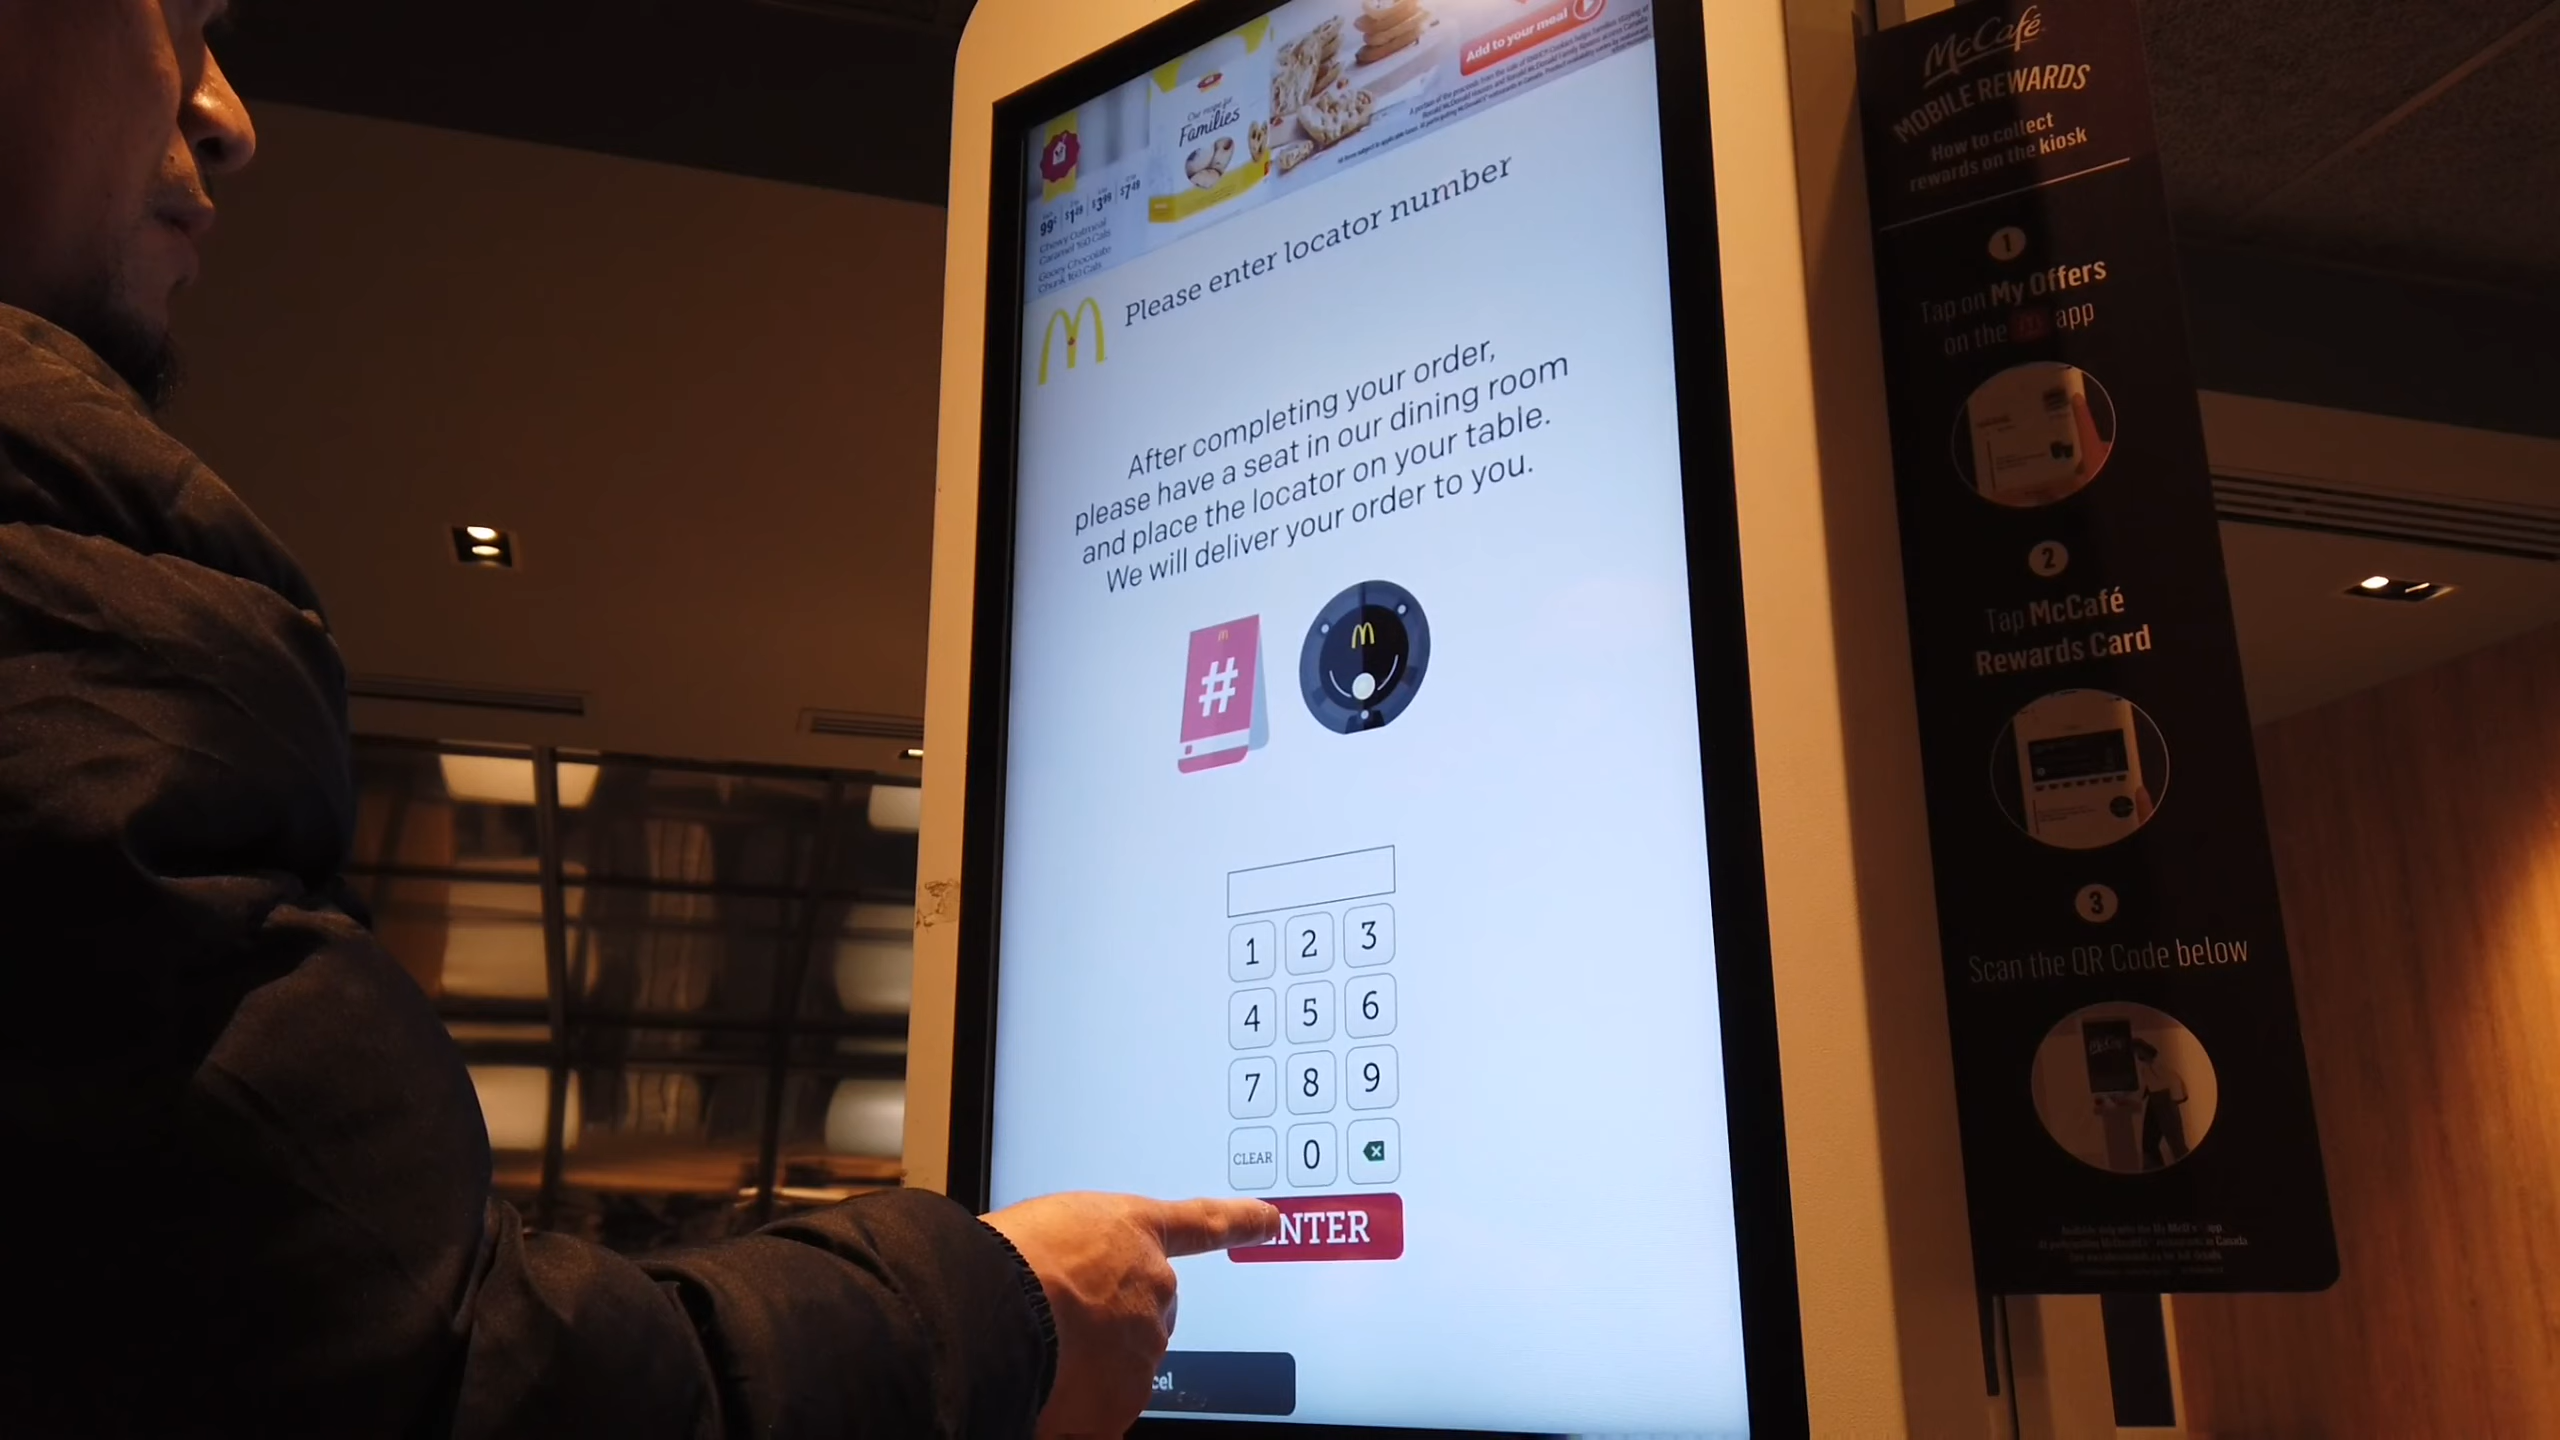 Add to your meal
Our recipe for
Families
99¢ $1.49 $3.99 $7.49
Chewy Oatmeal
Caramel 160 Cals
Gooey Chocolate
Chunk 160 Cals
Please enter locator number
After completing your order,
please have a seat in our dining room
and place the locator on your table.
We will deliver your order to you.
#
1 2 3
4 5 6
7 8 9
CLEAR 0
ENTER
cel
McCafé
MOBILE REWARDS
How to collect
rewards on the kiosk
1
Tap on My Offers
on the app
2
Tap McCafé
Rewards Card
3
Scan the QR Code below